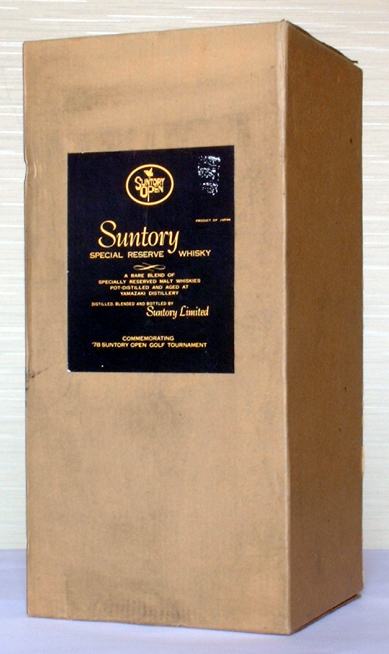 SUNTORY
OPEN
PRODUCT OF JAPAN
Suntory
SPECIAL RESERVE WHISKY
A RARE BLEND OF
SPECIALLY RESERVED MALT WHISKIES
POT-DISTILLED AND AGED AT
YAMAZAKI DISTILLERY
DISTILLED, BLENDED AND BOTTLED BY
Suntory Limited
COMMEMORATING
'78 SUNTORY OPEN GOLF TOURNAMENT